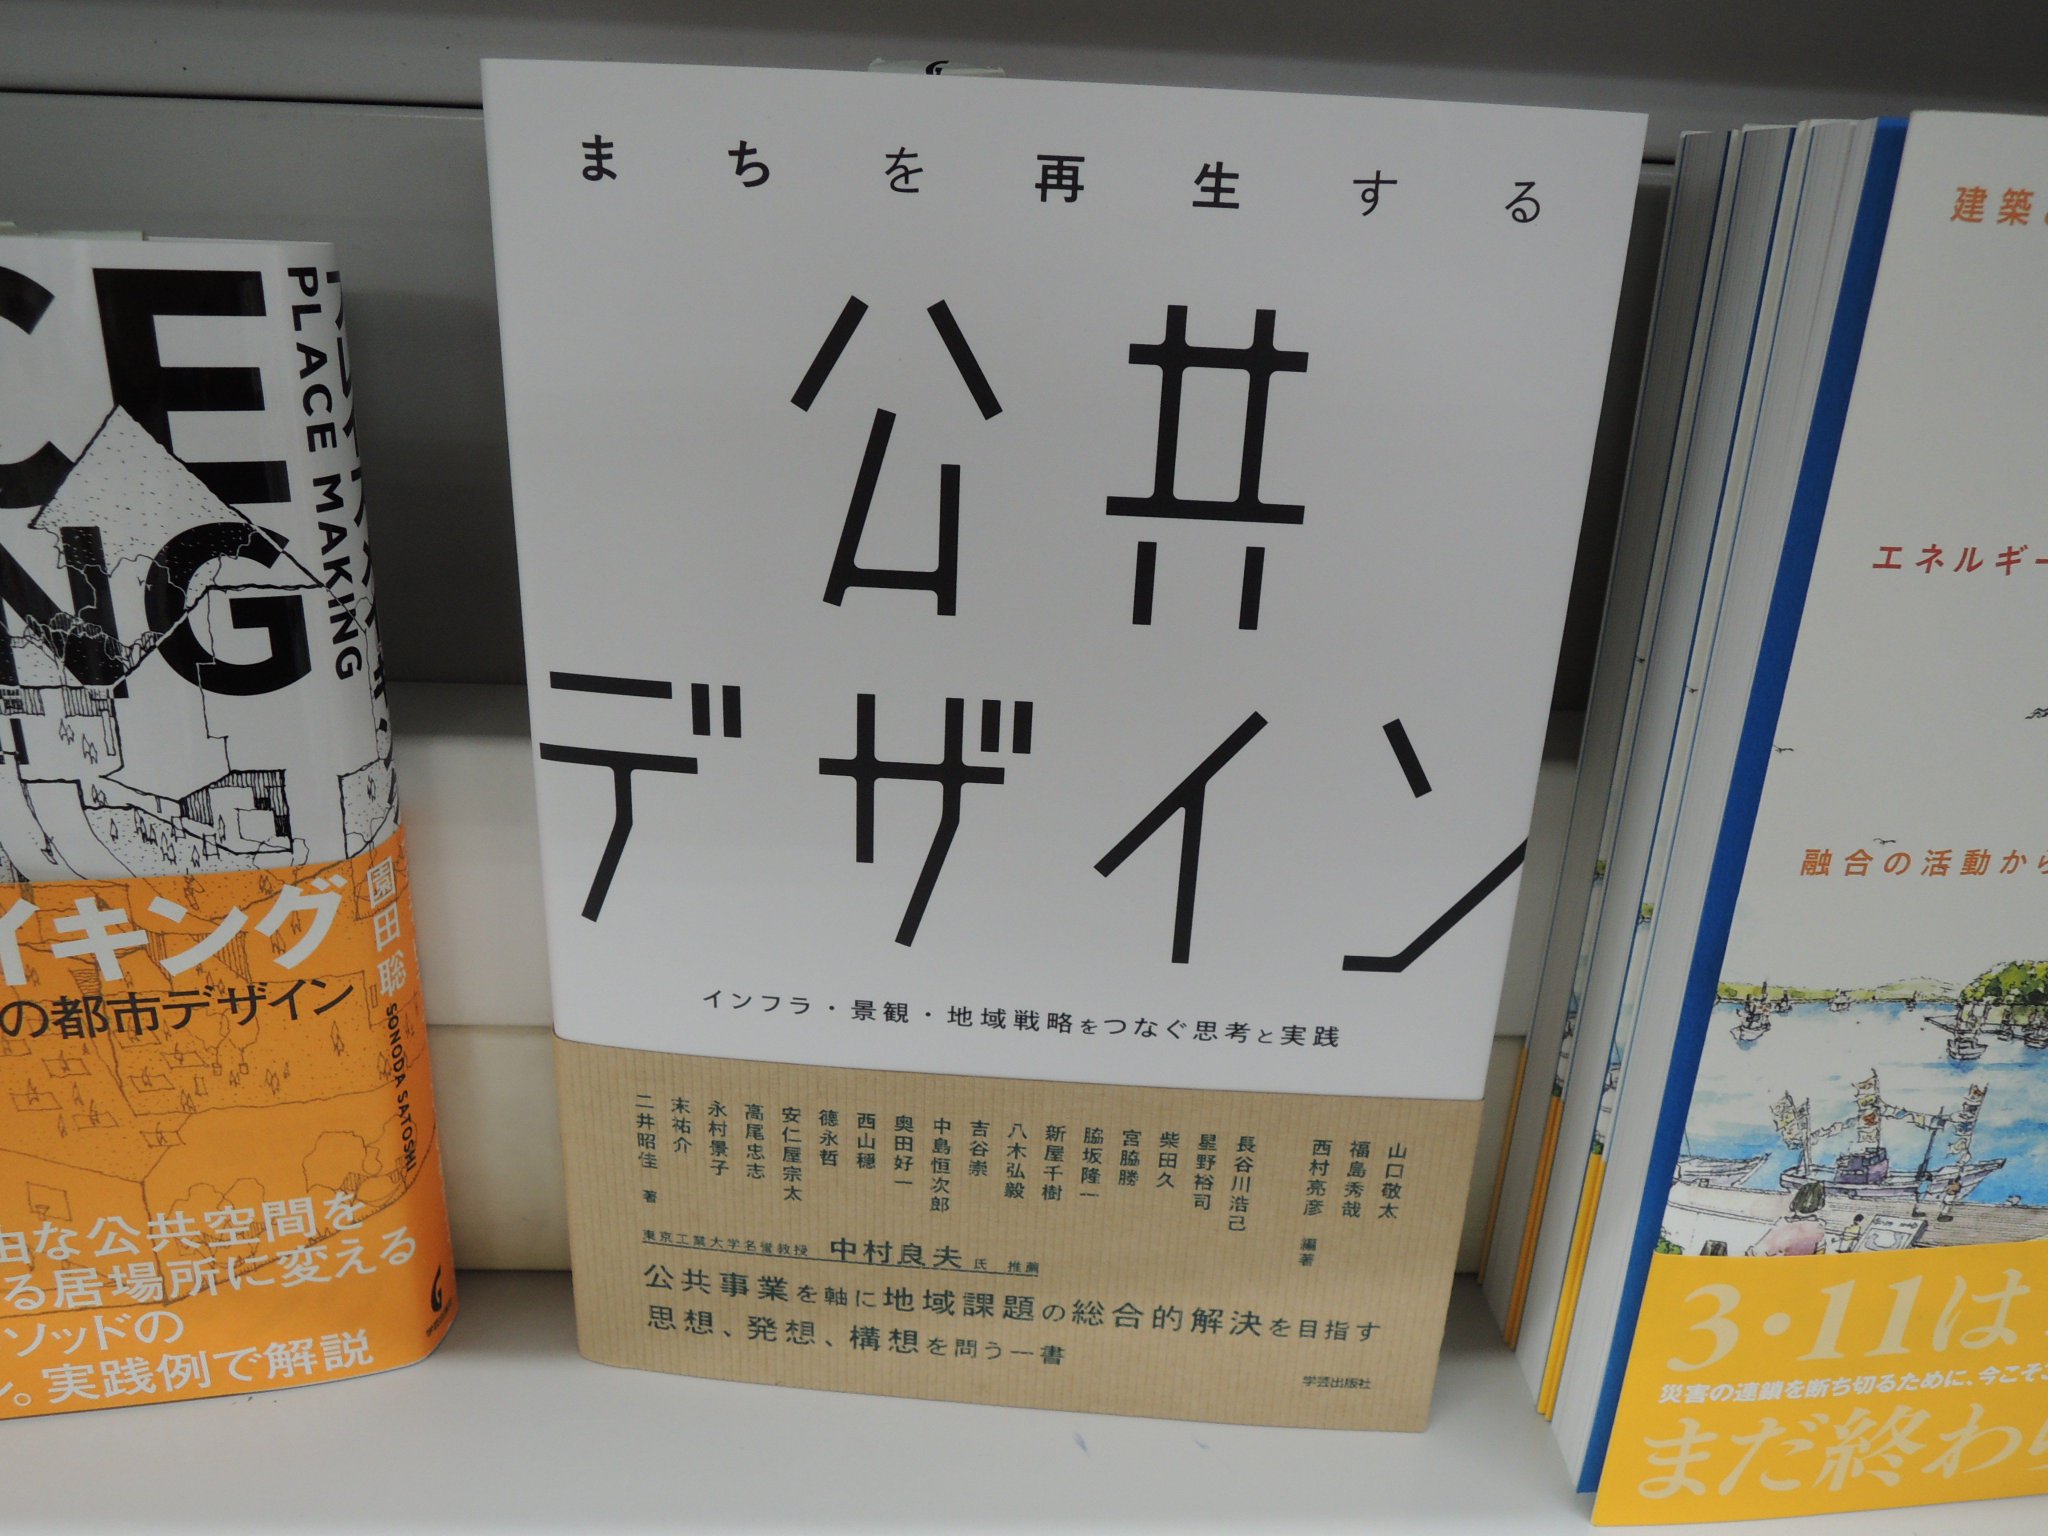 CE
NG
PLACE MAKING
イキング
の都市デザイン
園田聡
SONODA SATOSHI
由な公共空間を
る居場所に変える
ソッドの
実践例で解説
まちを再生する
公共
デザイン
インフラ・景観・地域戦略をつなぐ思考と実践
山口敬太
福島秀哉
西村亮彦 編著
長谷川浩己
星野裕司
柴田久
宮脇勝
脇坂隆一
新屋千樹
八木弘毅
吉谷崇
中島恒次郎
奥田好一
西山穏
德永哲
安仁屋宗太
高尾忠志
永村景子
末祐介
二井昭佳 著
東京工業大学名誉教授 中村良夫 氏 推薦
公共事業を軸に地域課題の総合的解決を目指す
思想、発想、構想を問う一書
学芸出版社
建築
エネルギー
融合の活動から
3・11は
災害の連鎖を断ち切るために、今こそ
まだ終わら